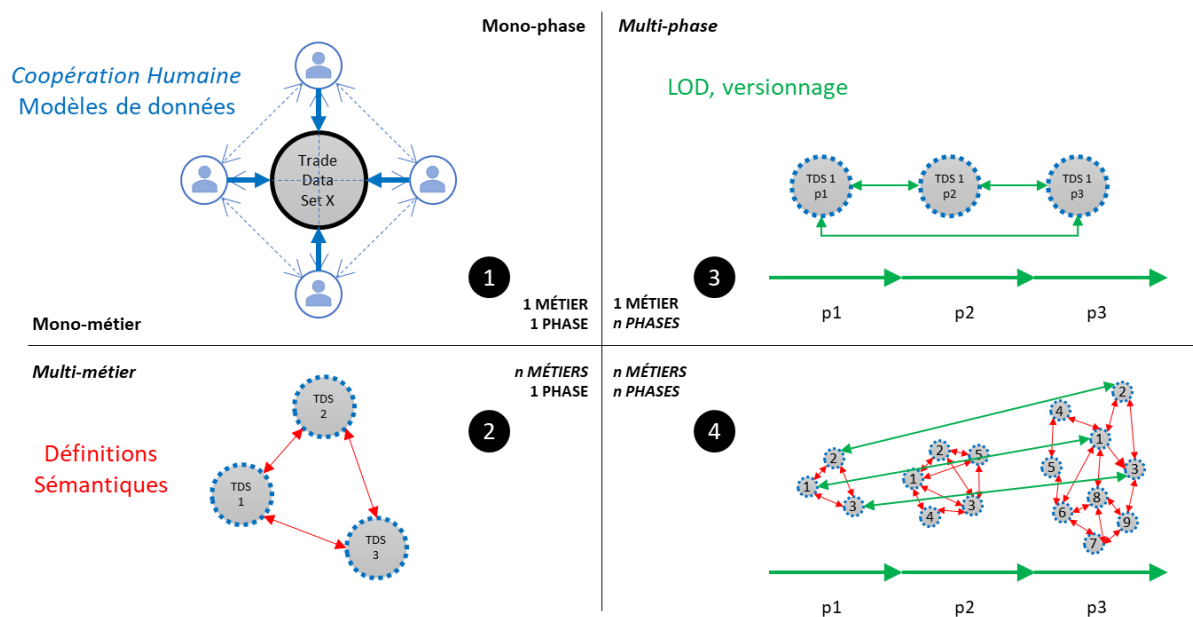 Mono-phase
Coopération Humaine
Modèles de données
Trade
Data
Set X
1
1 MÉTIER
1 PHASE
Mono-métier
Multi-phase
LOD, versionnage
TDS 1
p1
TDS 1
p2
TDS 1
p3
3
1 MÉTIER
n PHASES
p1
p2
p3
Multi-métier
n MÉTIERS
1 PHASE
2
Définitions
Sémantiques
TDS
2
TDS
1
TDS
3
n MÉTIERS
n PHASES
4
2
1
3
2
5
1
4
3
2
4
1
5
3
8
6
9
7
p1
p2
p3